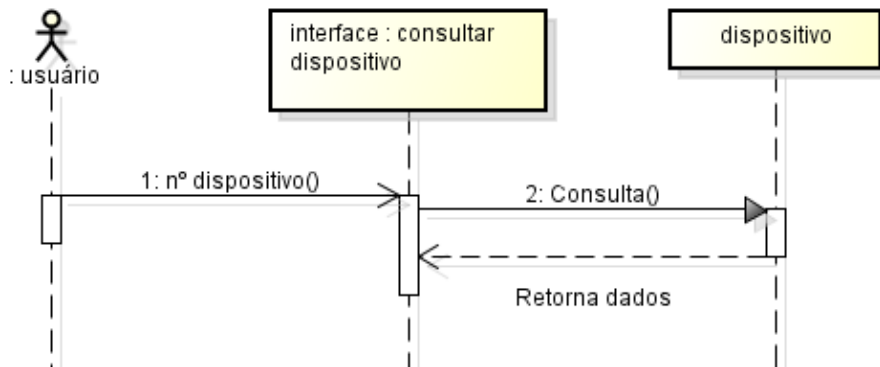 : usuário
interface : consultar
dispositivo
dispositivo
1: nº dispositivo()
2: Consulta()
Retorna dados